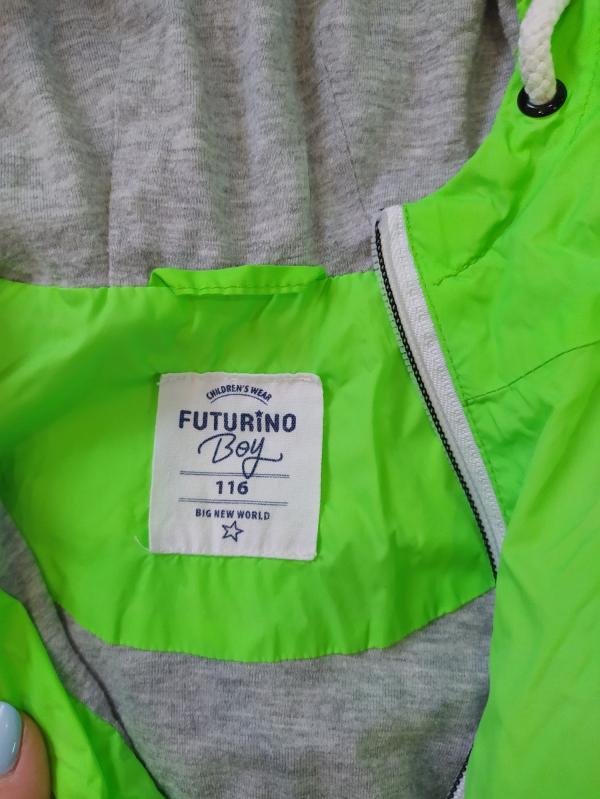 CHILDREN'S WEAR
FUTURINO
Boy
116
BIG NEW WORLD